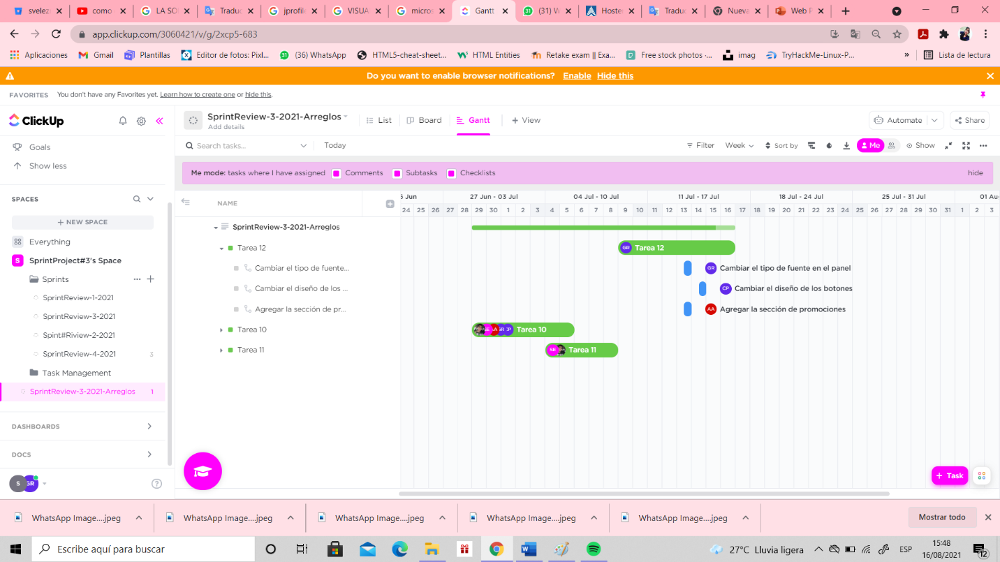 svelez como LA SO Traduc jprofile VISUA micros Gantt (31) W Hoste Traduc Nueva Web P
app.clickup.com/3060421/v/g/2xcp5-683
Aplicaciones Gmail Plantillas Editor de fotos: Pixl... (36) WhatsApp HTML5-cheat-sheet... HTML Entities Retake exam || Exa... Free stock photos -... imag TryHackMe-Linux-P... » Lista de lectura
Do you want to enable browser notifications? Enable Hide this
FAVORITES You don't have any Favorites yet. Learn how to create one or hide this.
ClickUp
SprintReview-3-2021-Arreglos
Add details
List Board Gantt + View
Automate Share
Goals
Show less
Search tasks... Today
Filter Week Sort by Me Show
Me mode: tasks where I have assigned Comments Subtasks Checklists hide
SPACES
+ NEW SPACE
Everything
S SprintProject#3's Space
Sprints
SprintReview-1-2021
SprintReview-3-2021
Spint#Riview-2-2021
SprintReview-4-2021 3
Task Management
SprintReview-3-2021-Arreglos 1
DASHBOARDS
DOCS
S GR
NAME
5 Jun 27 Jun - 03 Jul 04 Jul - 10 Jul 11 Jul - 17 Jul 18 Jul - 24 Jul 25 Jul - 31 Jul 01 Au
24 25 26 27 28 29 30 1 2 3 4 5 6 7 8 9 10 11 12 13 14 15 16 17 18 19 20 21 22 23 24 25 26 27 28 29 30 31 1 2 3
SprintReview-3-2021-Arreglos
Tarea 12 GR Tarea 12
Cambiar el tipo de fuente... GR Cambiar el tipo de fuente en el panel
Cambiar el diseño de los ... CP Cambiar el diseño de los botones
Agregar la sección de pr... AA Agregar la sección de promociones
Tarea 10 SE AA GR CP Tarea 10
Tarea 11 SE Tarea 11
+ Task
WhatsApp Image....jpeg WhatsApp Image....jpeg WhatsApp Image....jpeg WhatsApp Image....jpeg WhatsApp Image....jpeg Mostrar todo
Escribe aquí para buscar
27°C Lluvia ligera ESP
15:48
16/08/2021
12